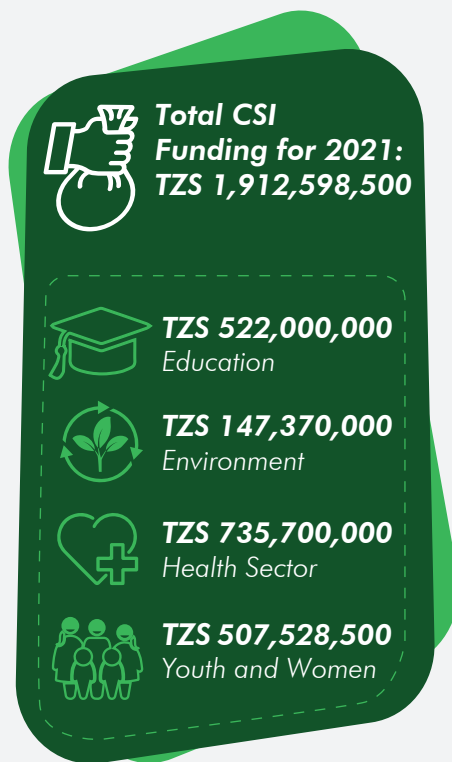 Total CSI
Funding for 2021:
TZS 1,912,598,500
TZS 522,000,000
Education
TZS 147,370,000
Environment
TZS 735,700,000
Health Sector
TZS 507,528,500
Youth and Women